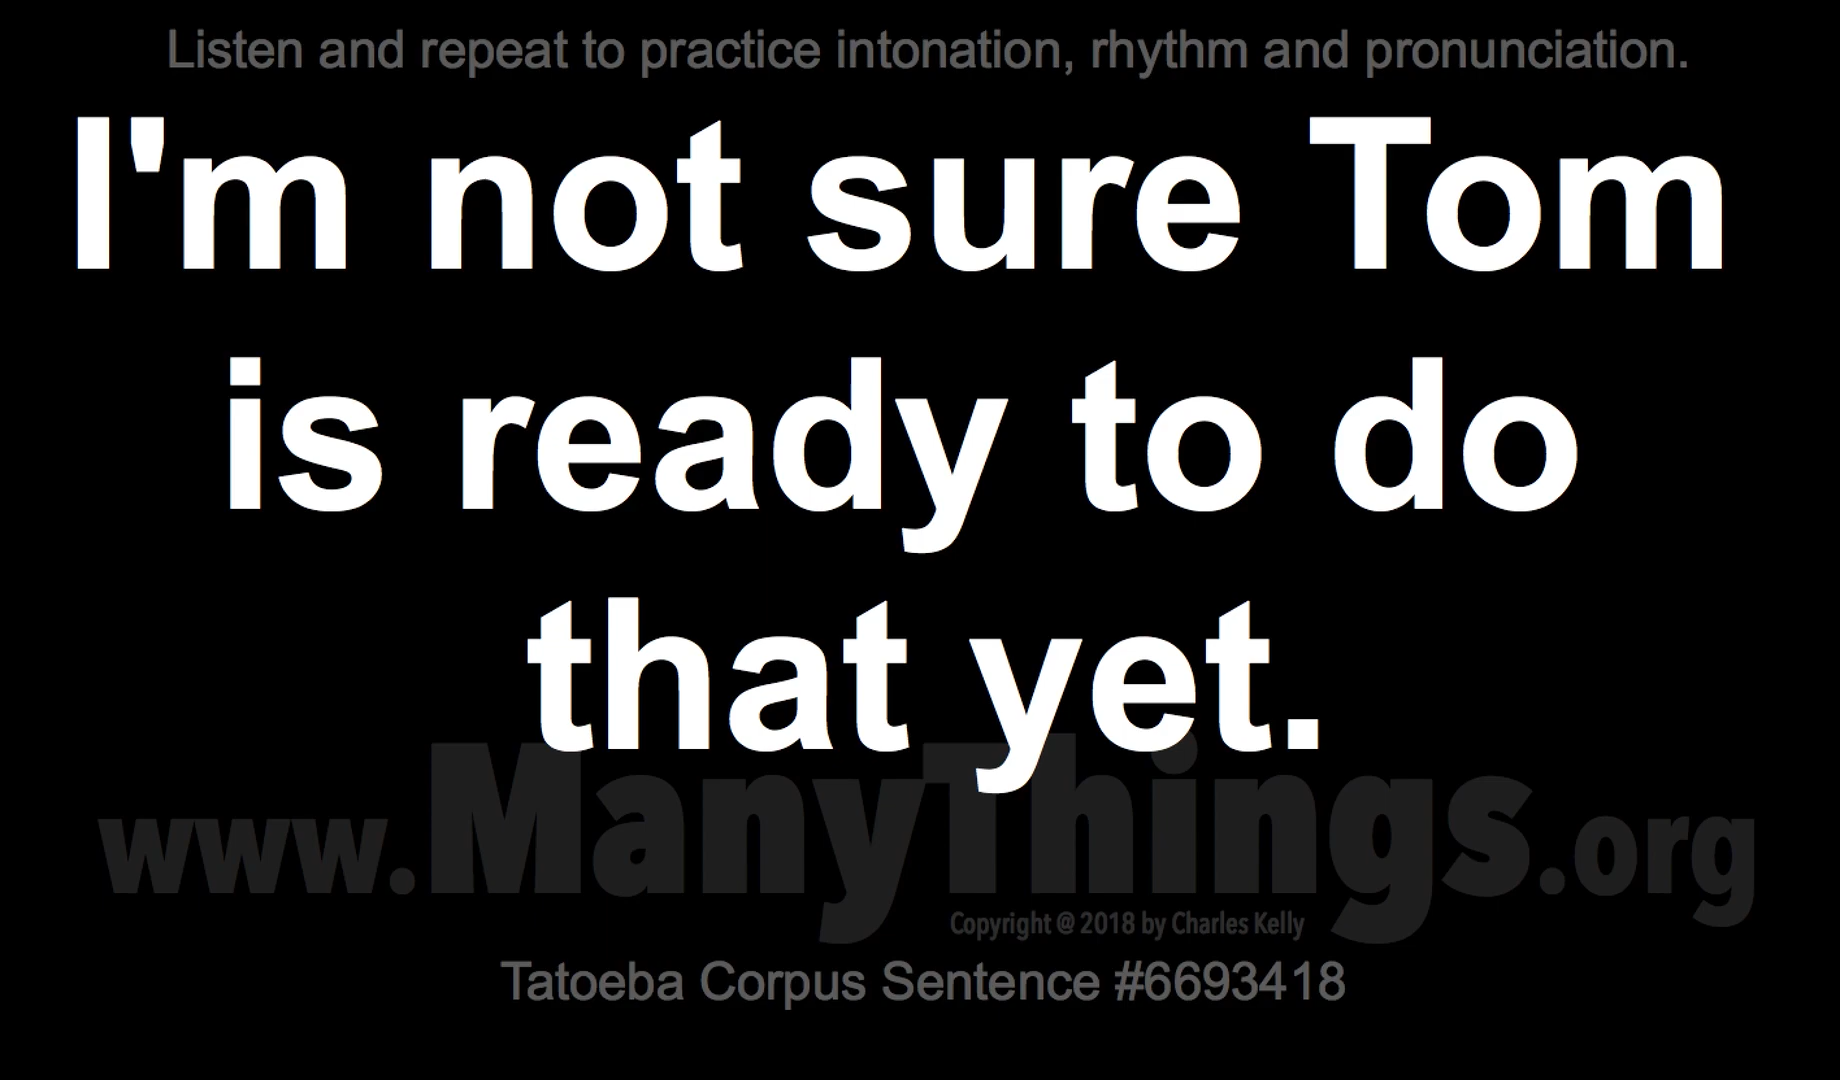 Listen and repeat to practice intonation, rhythm and pronunciation.
I'm not sure Tom
is ready to do
that yet.
www.ManyThings.org
Copyright @ 2018 by Charles Kelly
Tatoeba Corpus Sentence #6693418